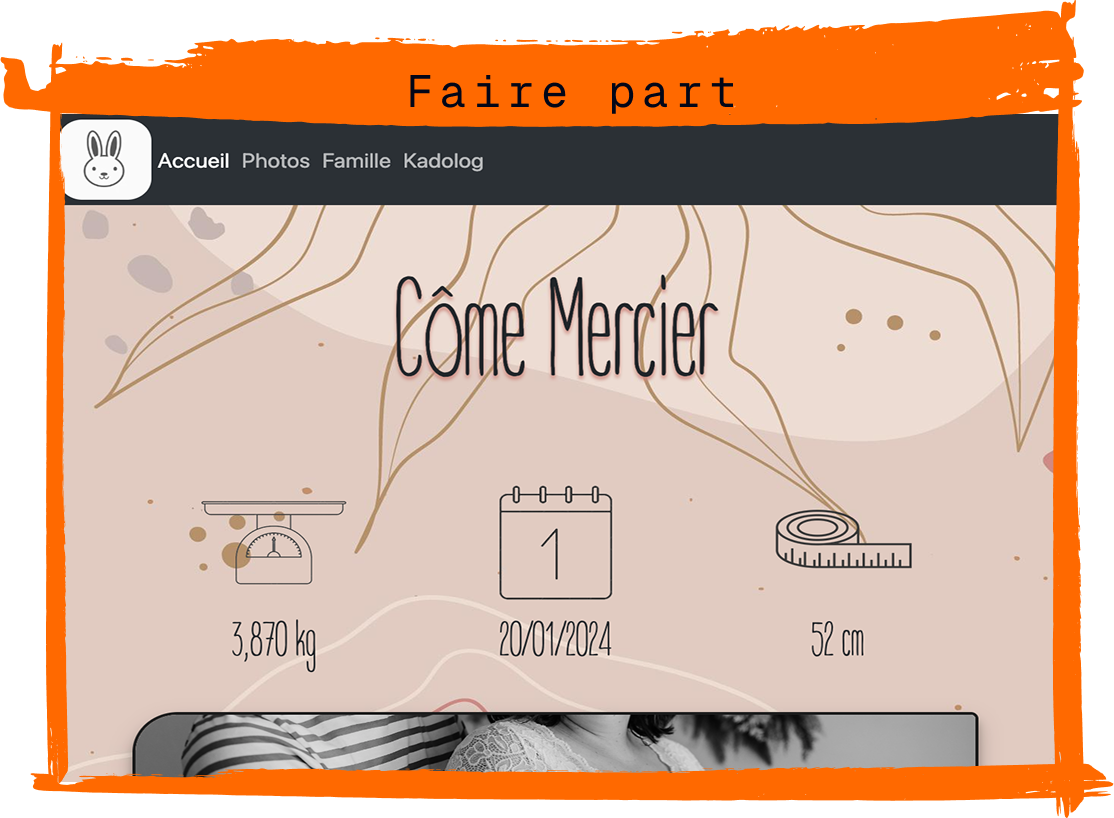 Faire part
Accueil Photos Famille Kadolog
Côme Mercier
1
3,870 kg
20/01/2024
52 cm